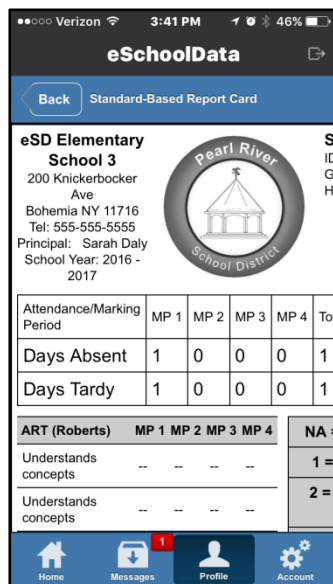 Verizon 3:41 PM 46%
eSchoolData
Back Standard-Based Report Card
eSD Elementary
School 3
200 Knickerbocker
Ave
Bohemia NY 11716
Tel: 555-555-5555
Principal: Sarah Daly
School Year: 2016 -
2017
Pearl River
School District
S
ID
G
H
Attendance/Marking
Period
MP 1 MP 2 MP 3 MP 4 To
Days Absent 1 0 0 0 1
Days Tardy 1 0 0 0 1
ART (Roberts) MP 1 MP 2 MP 3 MP 4
Understands
concepts -- -- -- --
Understands
concepts -- -- -- --
NA =
1 =
2 =
1
Home Messages Profile Account